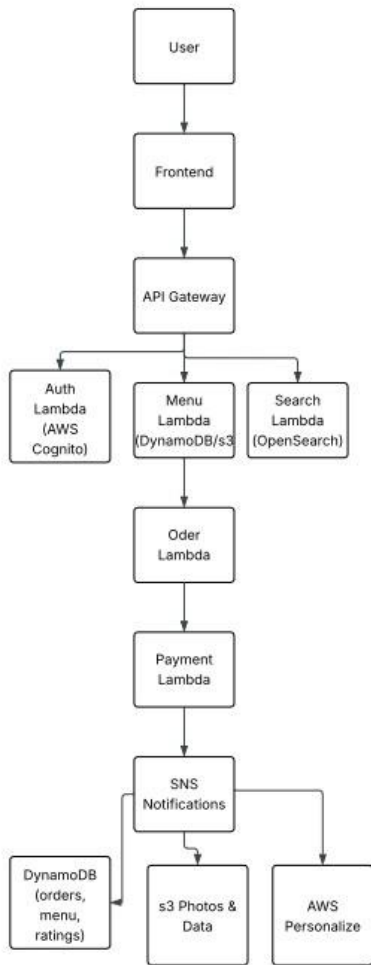 User
Frontend
API Gateway
Auth
Lambda
(AWS
Cognito)
Menu
Lambda
(DynamoDB/s3
Search
Lambda
(OpenSearch)
Oder
Lambda
Payment
Lambda
SNS
Notifications
DynamoDB
(orders,
menu,
ratings)
s3 Photos &
Data
AWS
Personalize